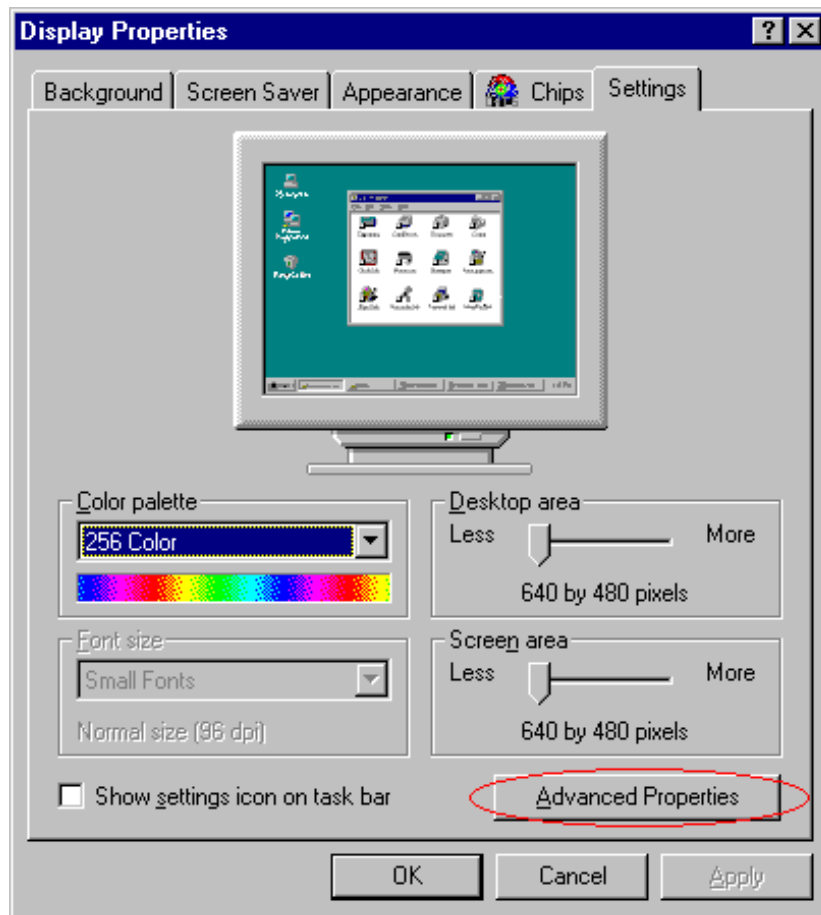 Display Properties
Background Screen Saver Appearance Chips Settings
Color palette
256 Color
Desktop area
Less More
640 by 480 pixels
Font size
Small Fonts
Normal size (96 dpi)
Screen area
Less More
640 by 480 pixels
Show settings icon on task bar
Advanced Properties
OK Cancel Apply